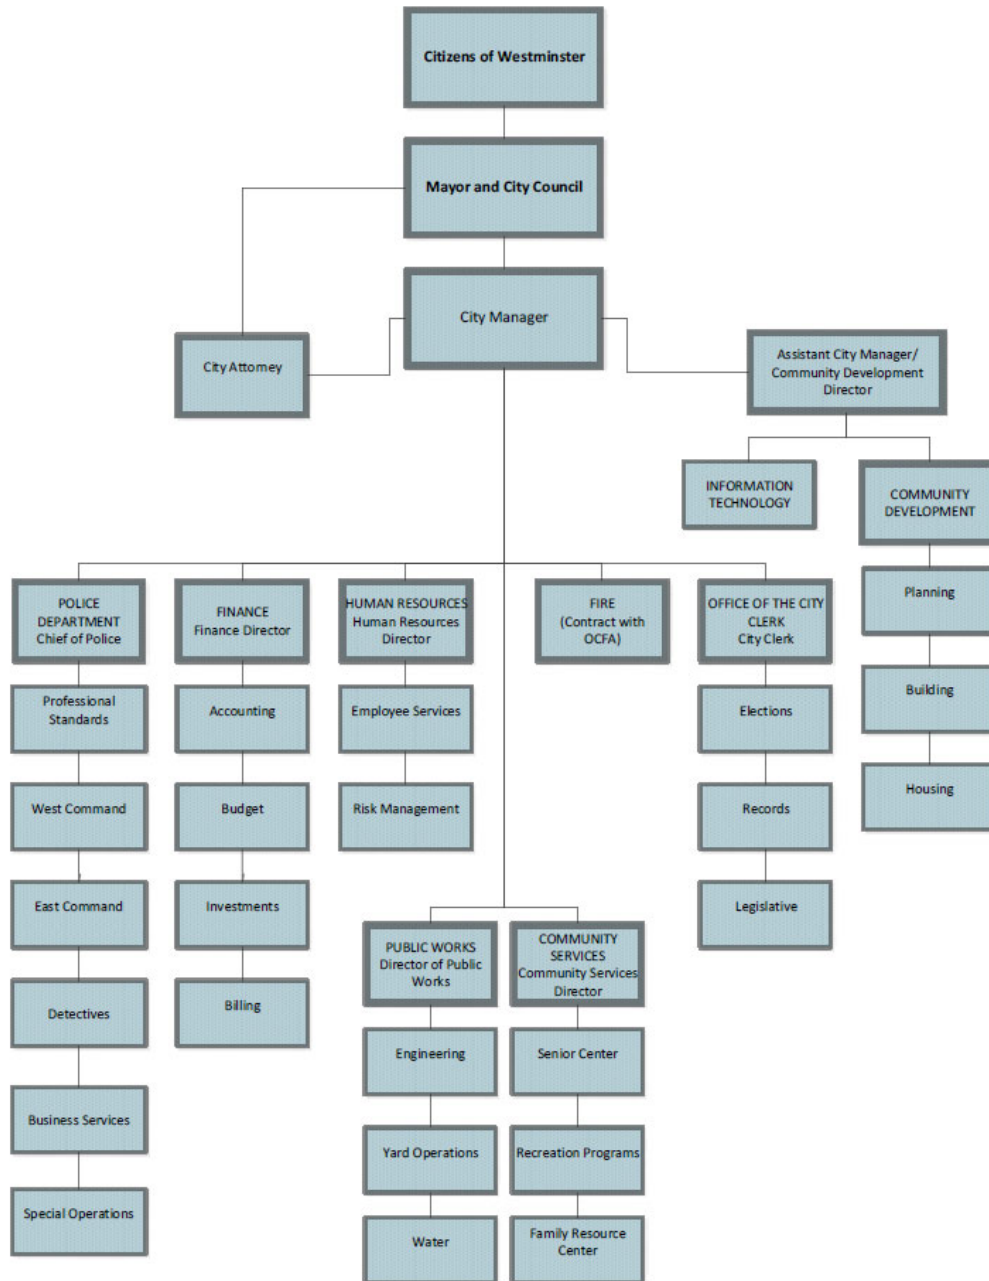 Citizens of Westminster
Mayor and City Council
City Manager
City Attorney
Assistant City Manager/
Community Development
Director
INFORMATION
TECHNOLOGY
COMMUNITY
DEVELOPMENT
Planning
Building
Housing
POLICE
DEPARTMENT
Chief of Police
Professional
Standards
West Command
East Command
Detectives
Business Services
Special Operations
FINANCE
Finance Director
Accounting
Budget
Investments
Billing
HUMAN RESOURCES
Human Resources
Director
Employee Services
Risk Management
FIRE
(Contract with
OCFA)
OFFICE OF THE CITY
CLERK
City Clerk
Elections
Records
Legislative
PUBLIC WORKS
Director of Public
Works
Engineering
Yard Operations
Water
COMMUNITY
SERVICES
Community Services
Director
Senior Center
Recreation Programs
Family Resource
Center